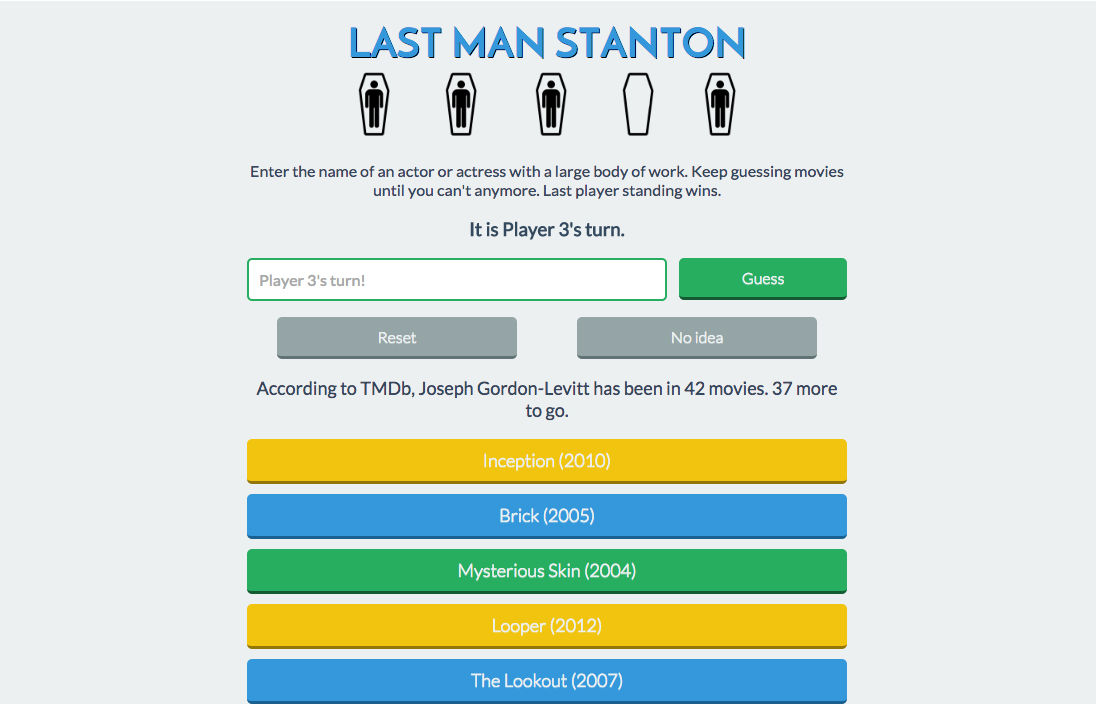 LAST MAN STANTON
Enter the name of an actor or actress with a large body of work. Keep guessing movies
until you can't anymore. Last player standing wins.
It is Player 3's turn.
Player 3's turn!
Guess
Reset
No idea
According to TMDb, Joseph Gordon-Levitt has been in 42 movies. 37 more
to go.
Inception (2010)
Brick (2005)
Mysterious Skin (2004)
Looper (2012)
The Lookout (2007)